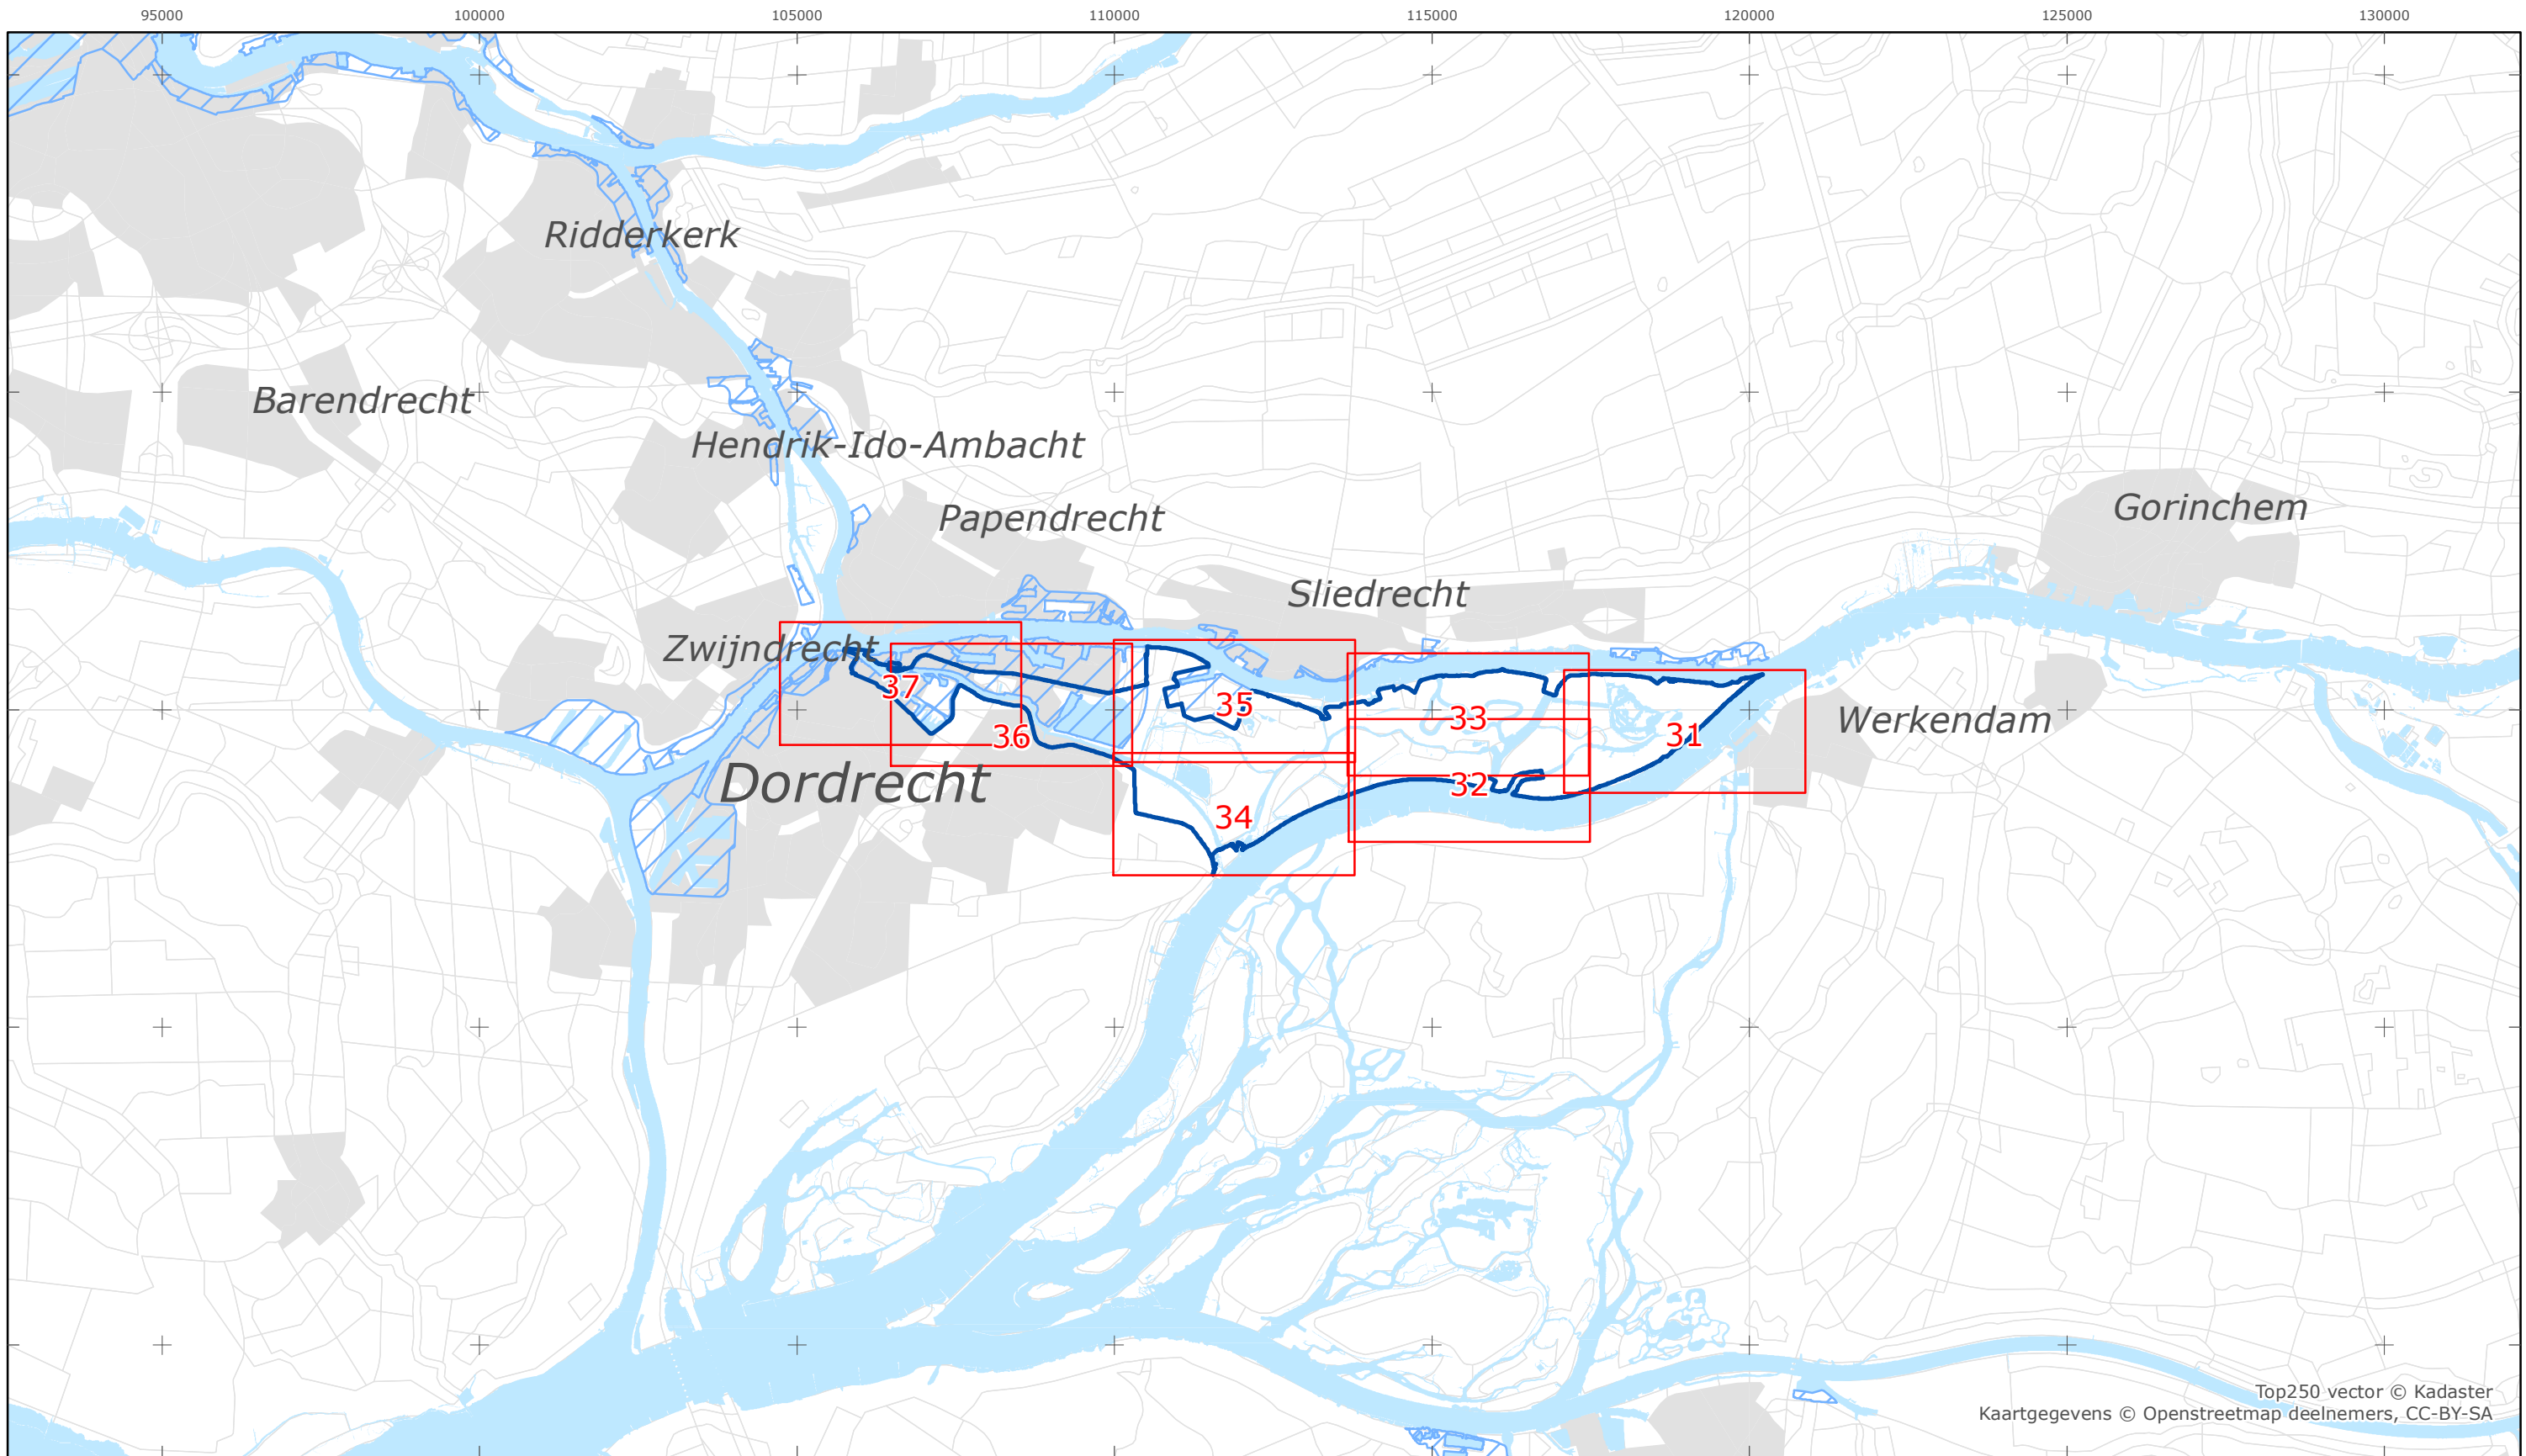 95000 100000 105000 110000 115000 120000 125000 130000
Ridderkerk
Barendrecht
Hendrik-Ido-Ambacht
Papendrecht
Gorinchem
Sliedrecht
Zwijndrecht
37
35
33
Werkendam
36
31
Dordrecht
32
34
Top250 vector © Kadaster
Kaartgegevens © Openstreetmap deelnemers, CC-BY-SA